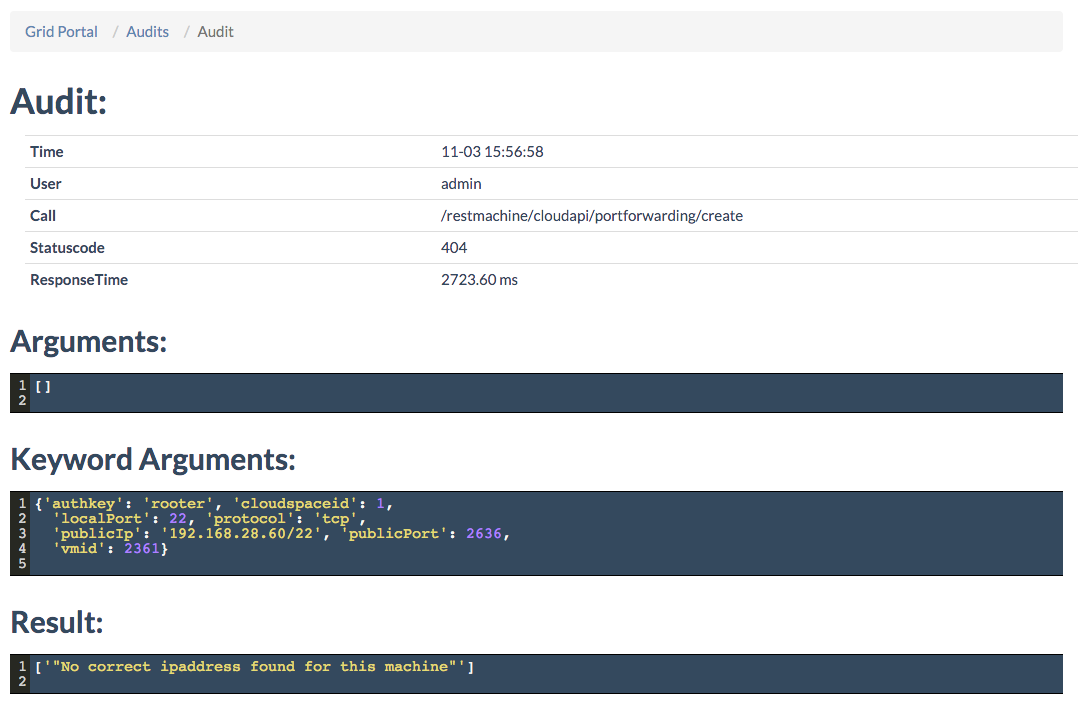 Grid Portal / Audits / Audit
Audit:
Time 11-03 15:56:58
User admin
Call /restmachine/cloudapi/portforwarding/create
Statuscode 404
ResponseTime 2723.60 ms
Arguments:
1 []
2
Keyword Arguments:
1 {'authkey': 'rooter', 'cloudspaceid': 1,
2 'localPort': 22, 'protocol': 'tcp',
3 'publicIp': '192.168.28.60/22', 'publicPort': 2636,
4 'vmid': 2361}
5
Result:
1 ['"No correct ipaddress found for this machine"']
2